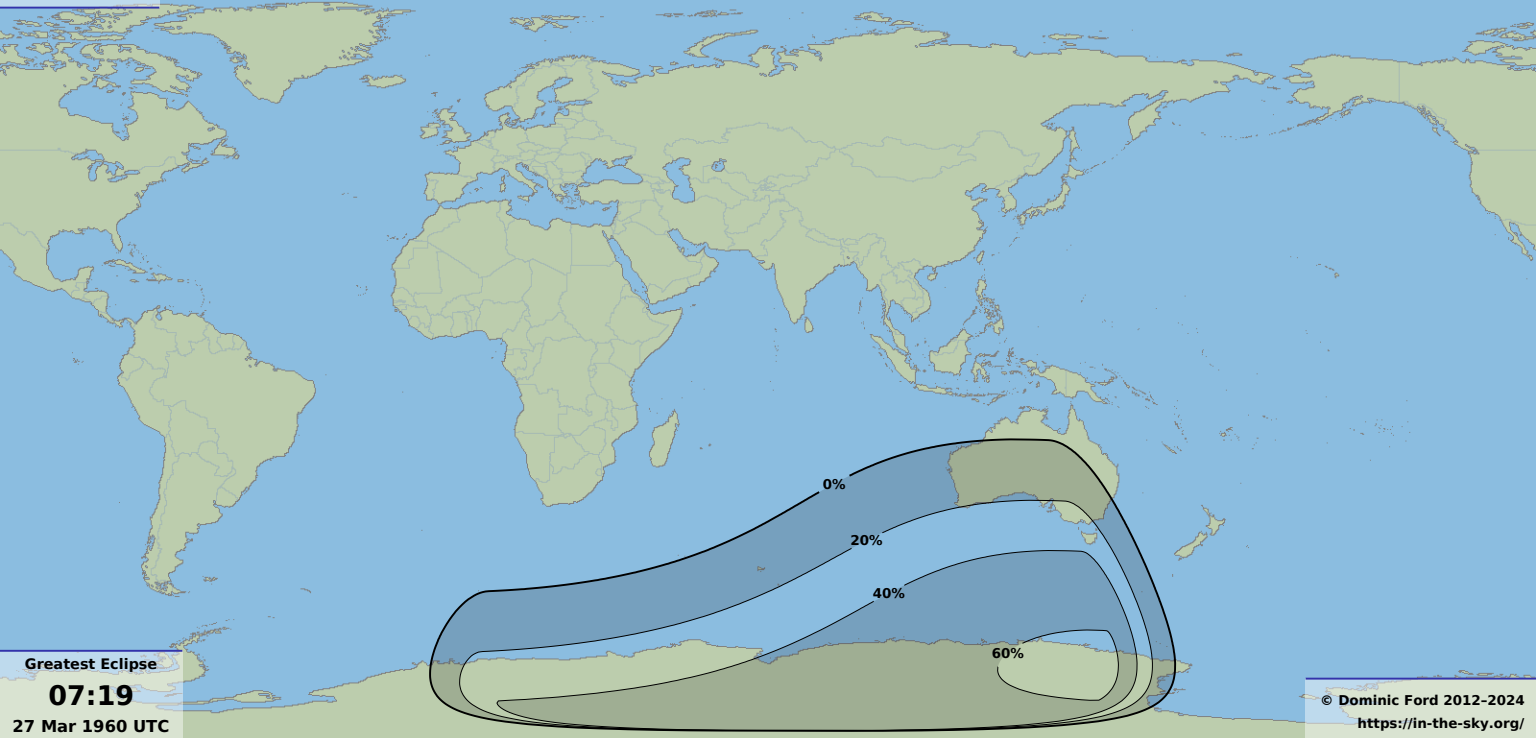 0%
20%
40%
60%
Greatest Eclipse
07:19
27 Mar 1960 UTC
© Dominic Ford 2012–2024
https://in-the-sky.org/